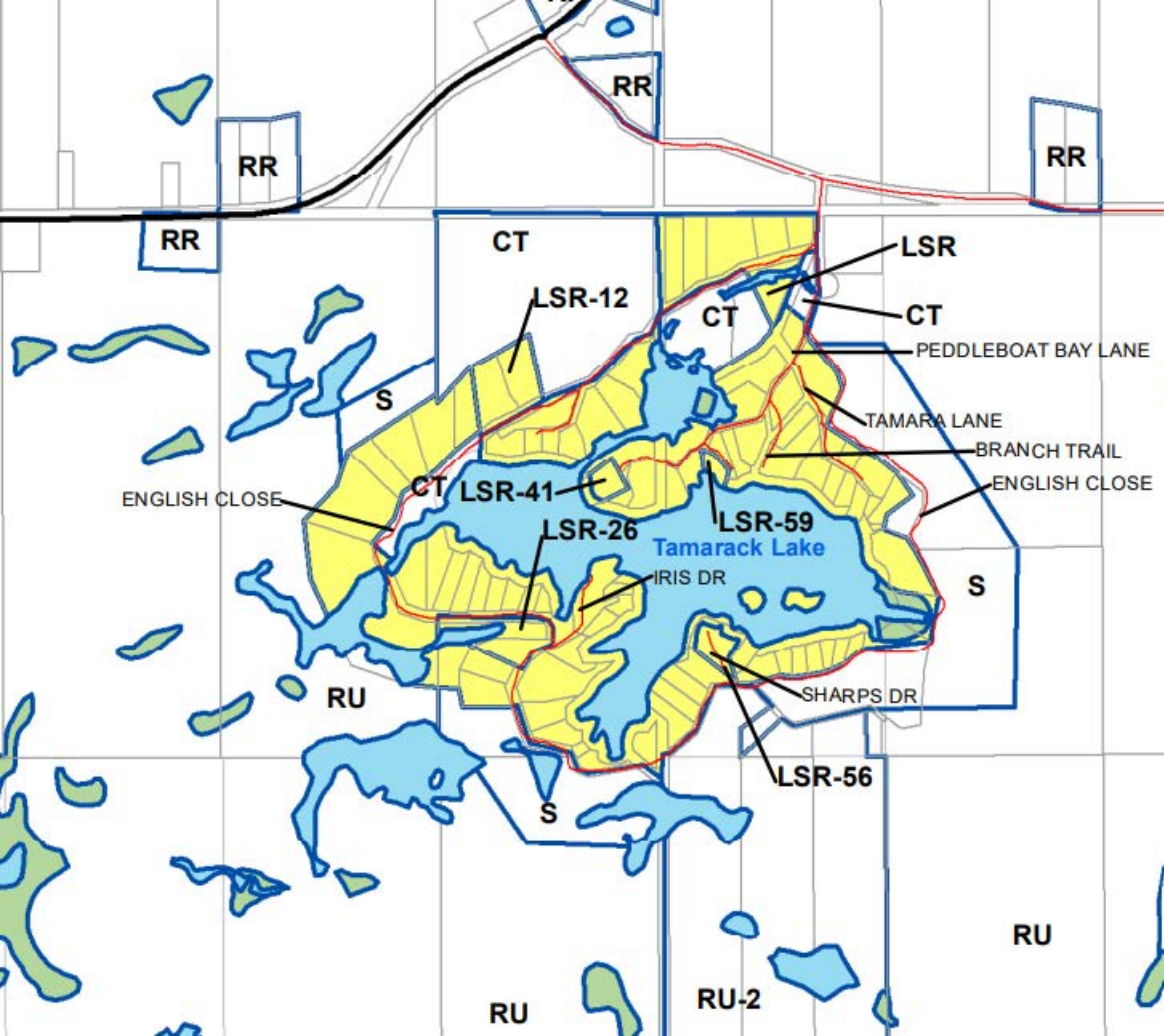 RR
RR
RR
RR
CT
LSR
LSR-12
CT
CT
PEDDLEBOAT BAY LANE
S
TAMARA LANE
BRANCH TRAIL
CT
LSR-41
ENGLISH CLOSE
ENGLISH CLOSE
LSR-59
LSR-26
Tamarack Lake
IRIS DR
S
RU
SHARPS DR
LSR-56
S
RU
RU-2
RU